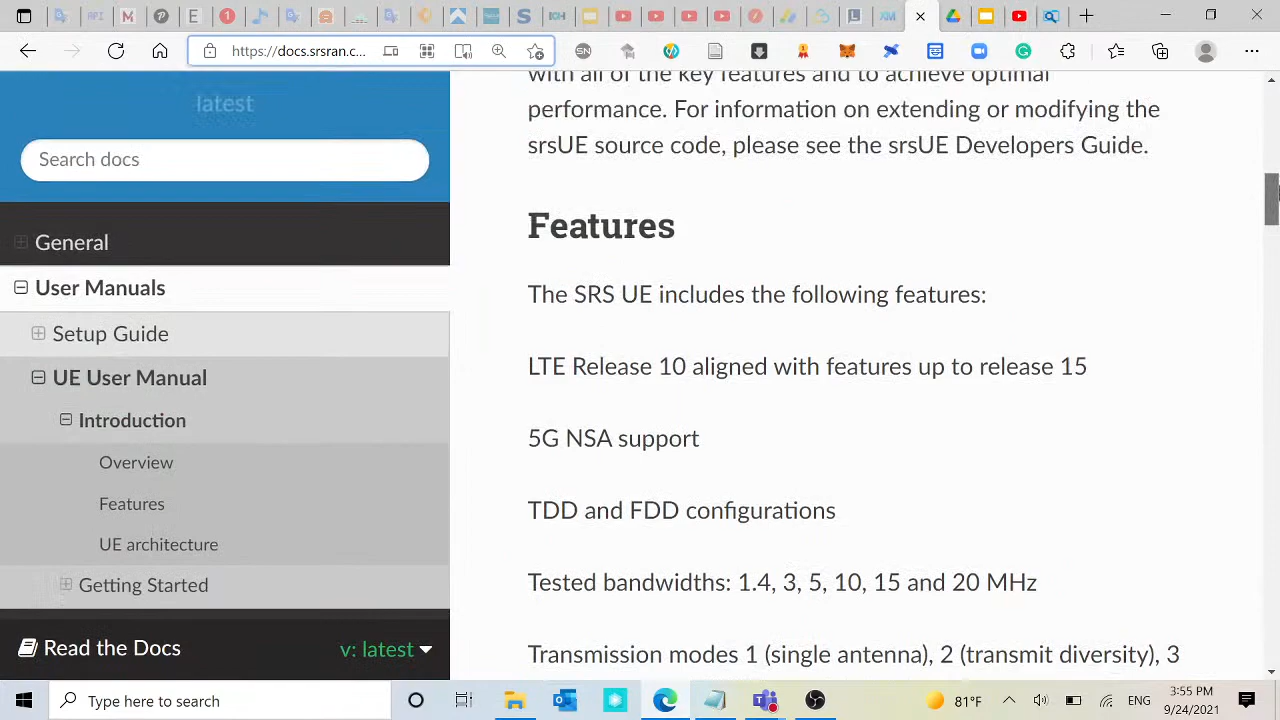 https://docs.srsran.c...
latest
Search docs
General
User Manuals
Setup Guide
UE User Manual
Introduction
Overview
Features
UE architecture
Getting Started
Read the Docs
v: latest
with all of the key features and to achieve optimal
performance. For information on extending or modifying the
srsUE source code, please see the srsUE Developers Guide.
Features
The SRS UE includes the following features:
LTE Release 10 aligned with features up to release 15
5G NSA support
TDD and FDD configurations
Tested bandwidths: 1.4, 3, 5, 10, 15 and 20 MHz
Transmission modes 1 (single antenna), 2 (transmit diversity), 3
Type here to search
81°F
ENG
3:55 PM
9/24/2021